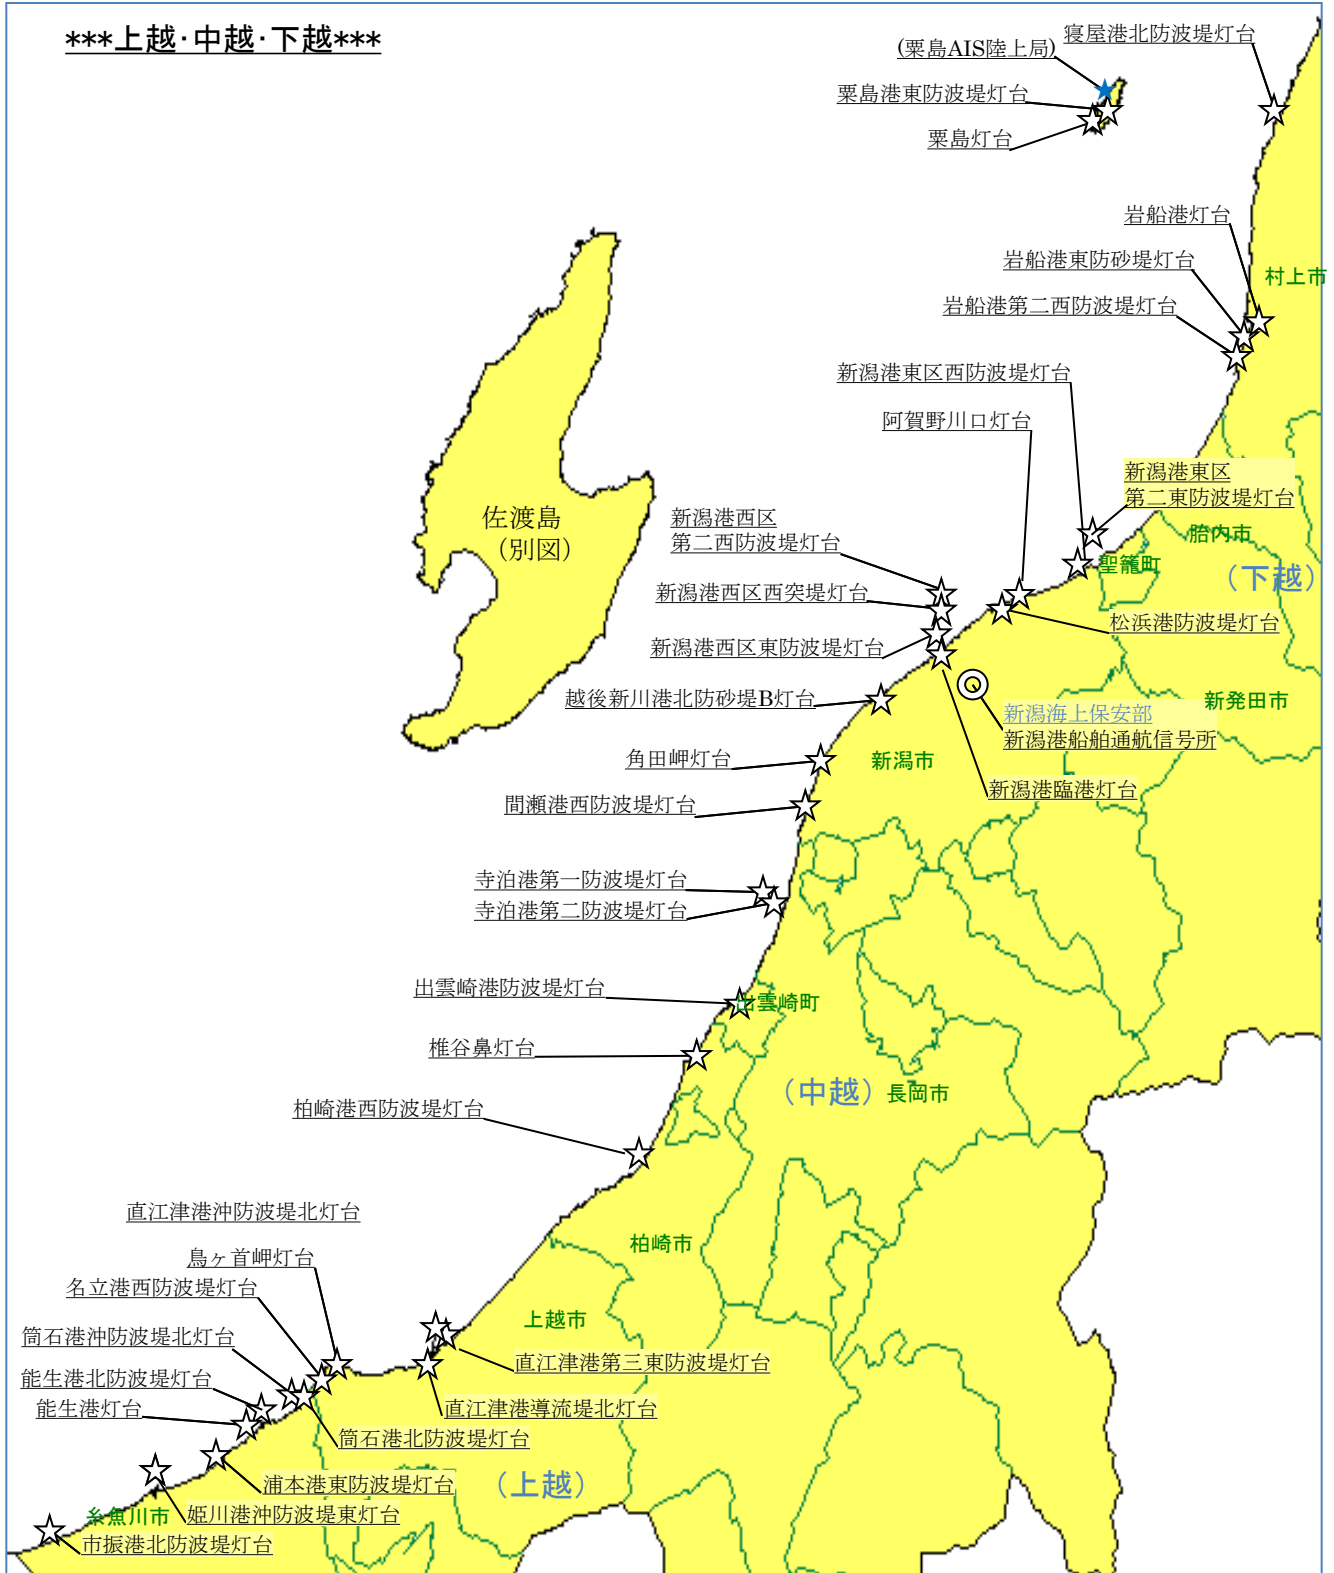 ***上越・中越・下越***
寝屋港北防波堤灯台
(粟島AIS陸上局)
粟島港東防波堤灯台
粟島灯台
岩船港灯台
岩船港東防砂堤灯台
村上市
岩船港第二西防波堤灯台
新潟港東区西防波堤灯台
阿賀野川口灯台
新潟港東区
第二東防波堤灯台
佐渡島
（別図）
新潟港西区
第二西防波堤灯台
胎内市
聖籠町
（下越）
新潟港西区西突堤灯台
松浜港防波堤灯台
新潟港西区東防波堤灯台
越後新川港北防砂堤B灯台
新発田市
新潟海上保安部
新潟港船舶通航信号所
角田岬灯台
新潟市
新潟港臨港灯台
間瀬港西防波堤灯台
寺泊港第一防波堤灯台
寺泊港第二防波堤灯台
出雲崎港防波堤灯台
出雲崎町
椎谷鼻灯台
（中越）
長岡市
柏崎港西防波堤灯台
直江津港沖防波堤北灯台
柏崎市
鳥ヶ首岬灯台
名立港西防波堤灯台
上越市
筒石港沖防波堤北灯台
直江津港第三東防波堤灯台
能生港北防波堤灯台
能生港灯台
直江津港導流堤北灯台
筒石港北防波堤灯台
浦本港東防波堤灯台
（上越）
糸魚川市
姫川港沖防波堤東灯台
市振港北防波堤灯台